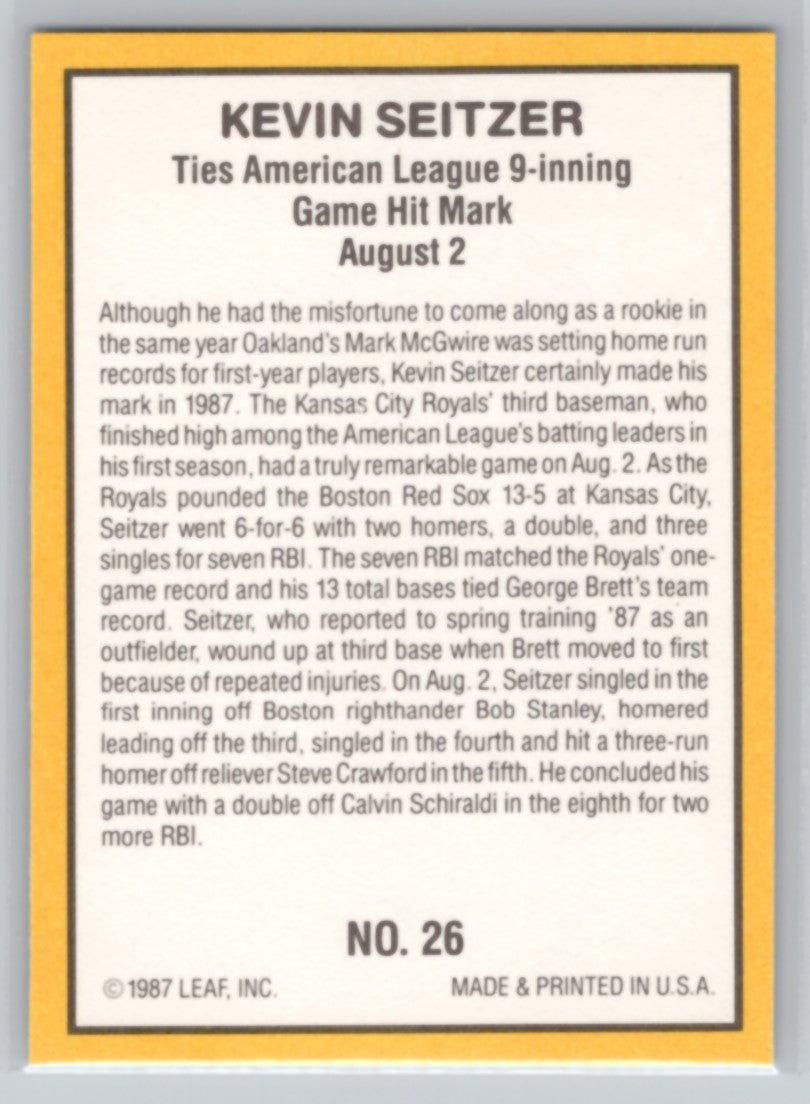 KEVIN SEITZER
Ties American League 9-inning
Game Hit Mark
August 2
Although he had the misfortune to come along as a rookie in
the same year Oakland's Mark McGwire was setting home run
records for first-year players, Kevin Seitzer certainly made his
mark in 1987. The Kansas City Royals' third baseman, who
finished high among the American League's batting leaders in
his first season, had a truly remarkable game on Aug. 2. As the
Royals pounded the Boston Red Sox 13-5 at Kansas City,
Seitzer went 6-for-6 with two homers, a double, and three
singles for seven RBI. The seven RBI matched the Royals' one-
game record and his 13 total bases tied George Brett's team
record. Seitzer, who reported to spring training '87 as an
outfielder, wound up at third base when Brett moved to first
because of repeated injuries. On Aug. 2, Seitzer singled in the
first inning off Boston righthander Bob Stanley, homered
leading off the third, singled in the fourth and hit a three-run
homer off reliever Steve Crawford in the fifth. He concluded his
game with a double off Calvin Schiraldi in the eighth for two
more RBI.
NO. 26
©1987 LEAF, INC. MADE & PRINTED IN U.S.A.